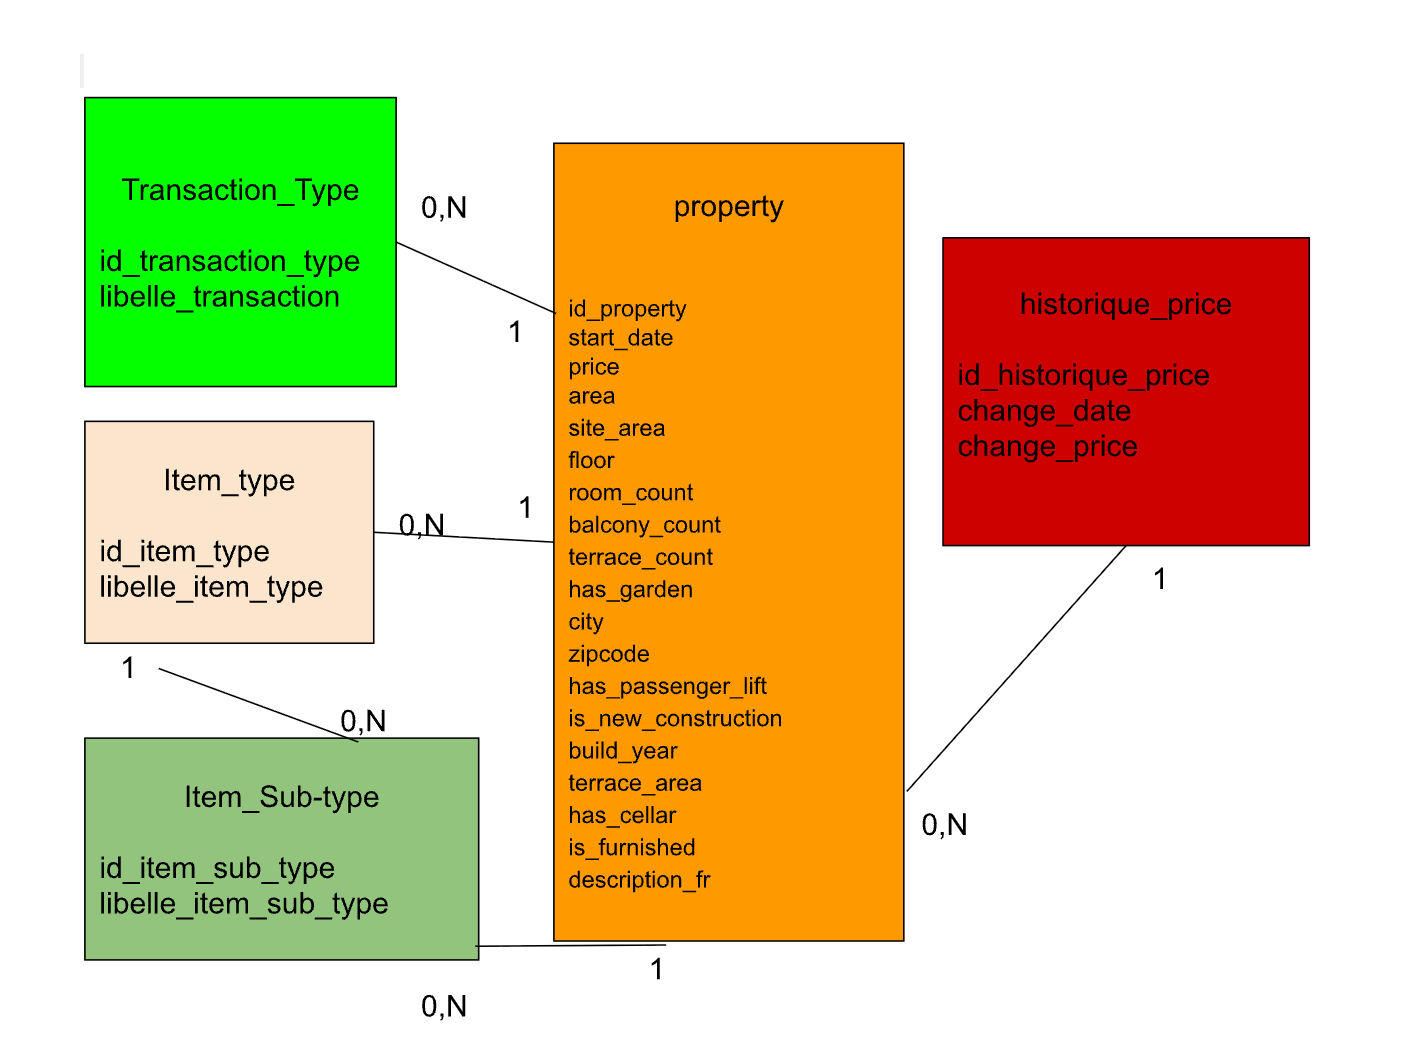 Transaction_Type
id_transaction_type
libelle_transaction
0,N
1
Item_type
id_item_type
libelle_item_type
0,N
1
1
0,N
Item_Sub-type
id_item_sub_type
libelle_item_sub_type
0,N
1
property
id_property
start_date
price
area
site_area
floor
room_count
balcony_count
terrace_count
has_garden
city
zipcode
has_passenger_lift
is_new_construction
build_year
terrace_area
has_cellar
is_furnished
description_fr
historique_price
id_historique_price
change_date
change_price
1
0,N